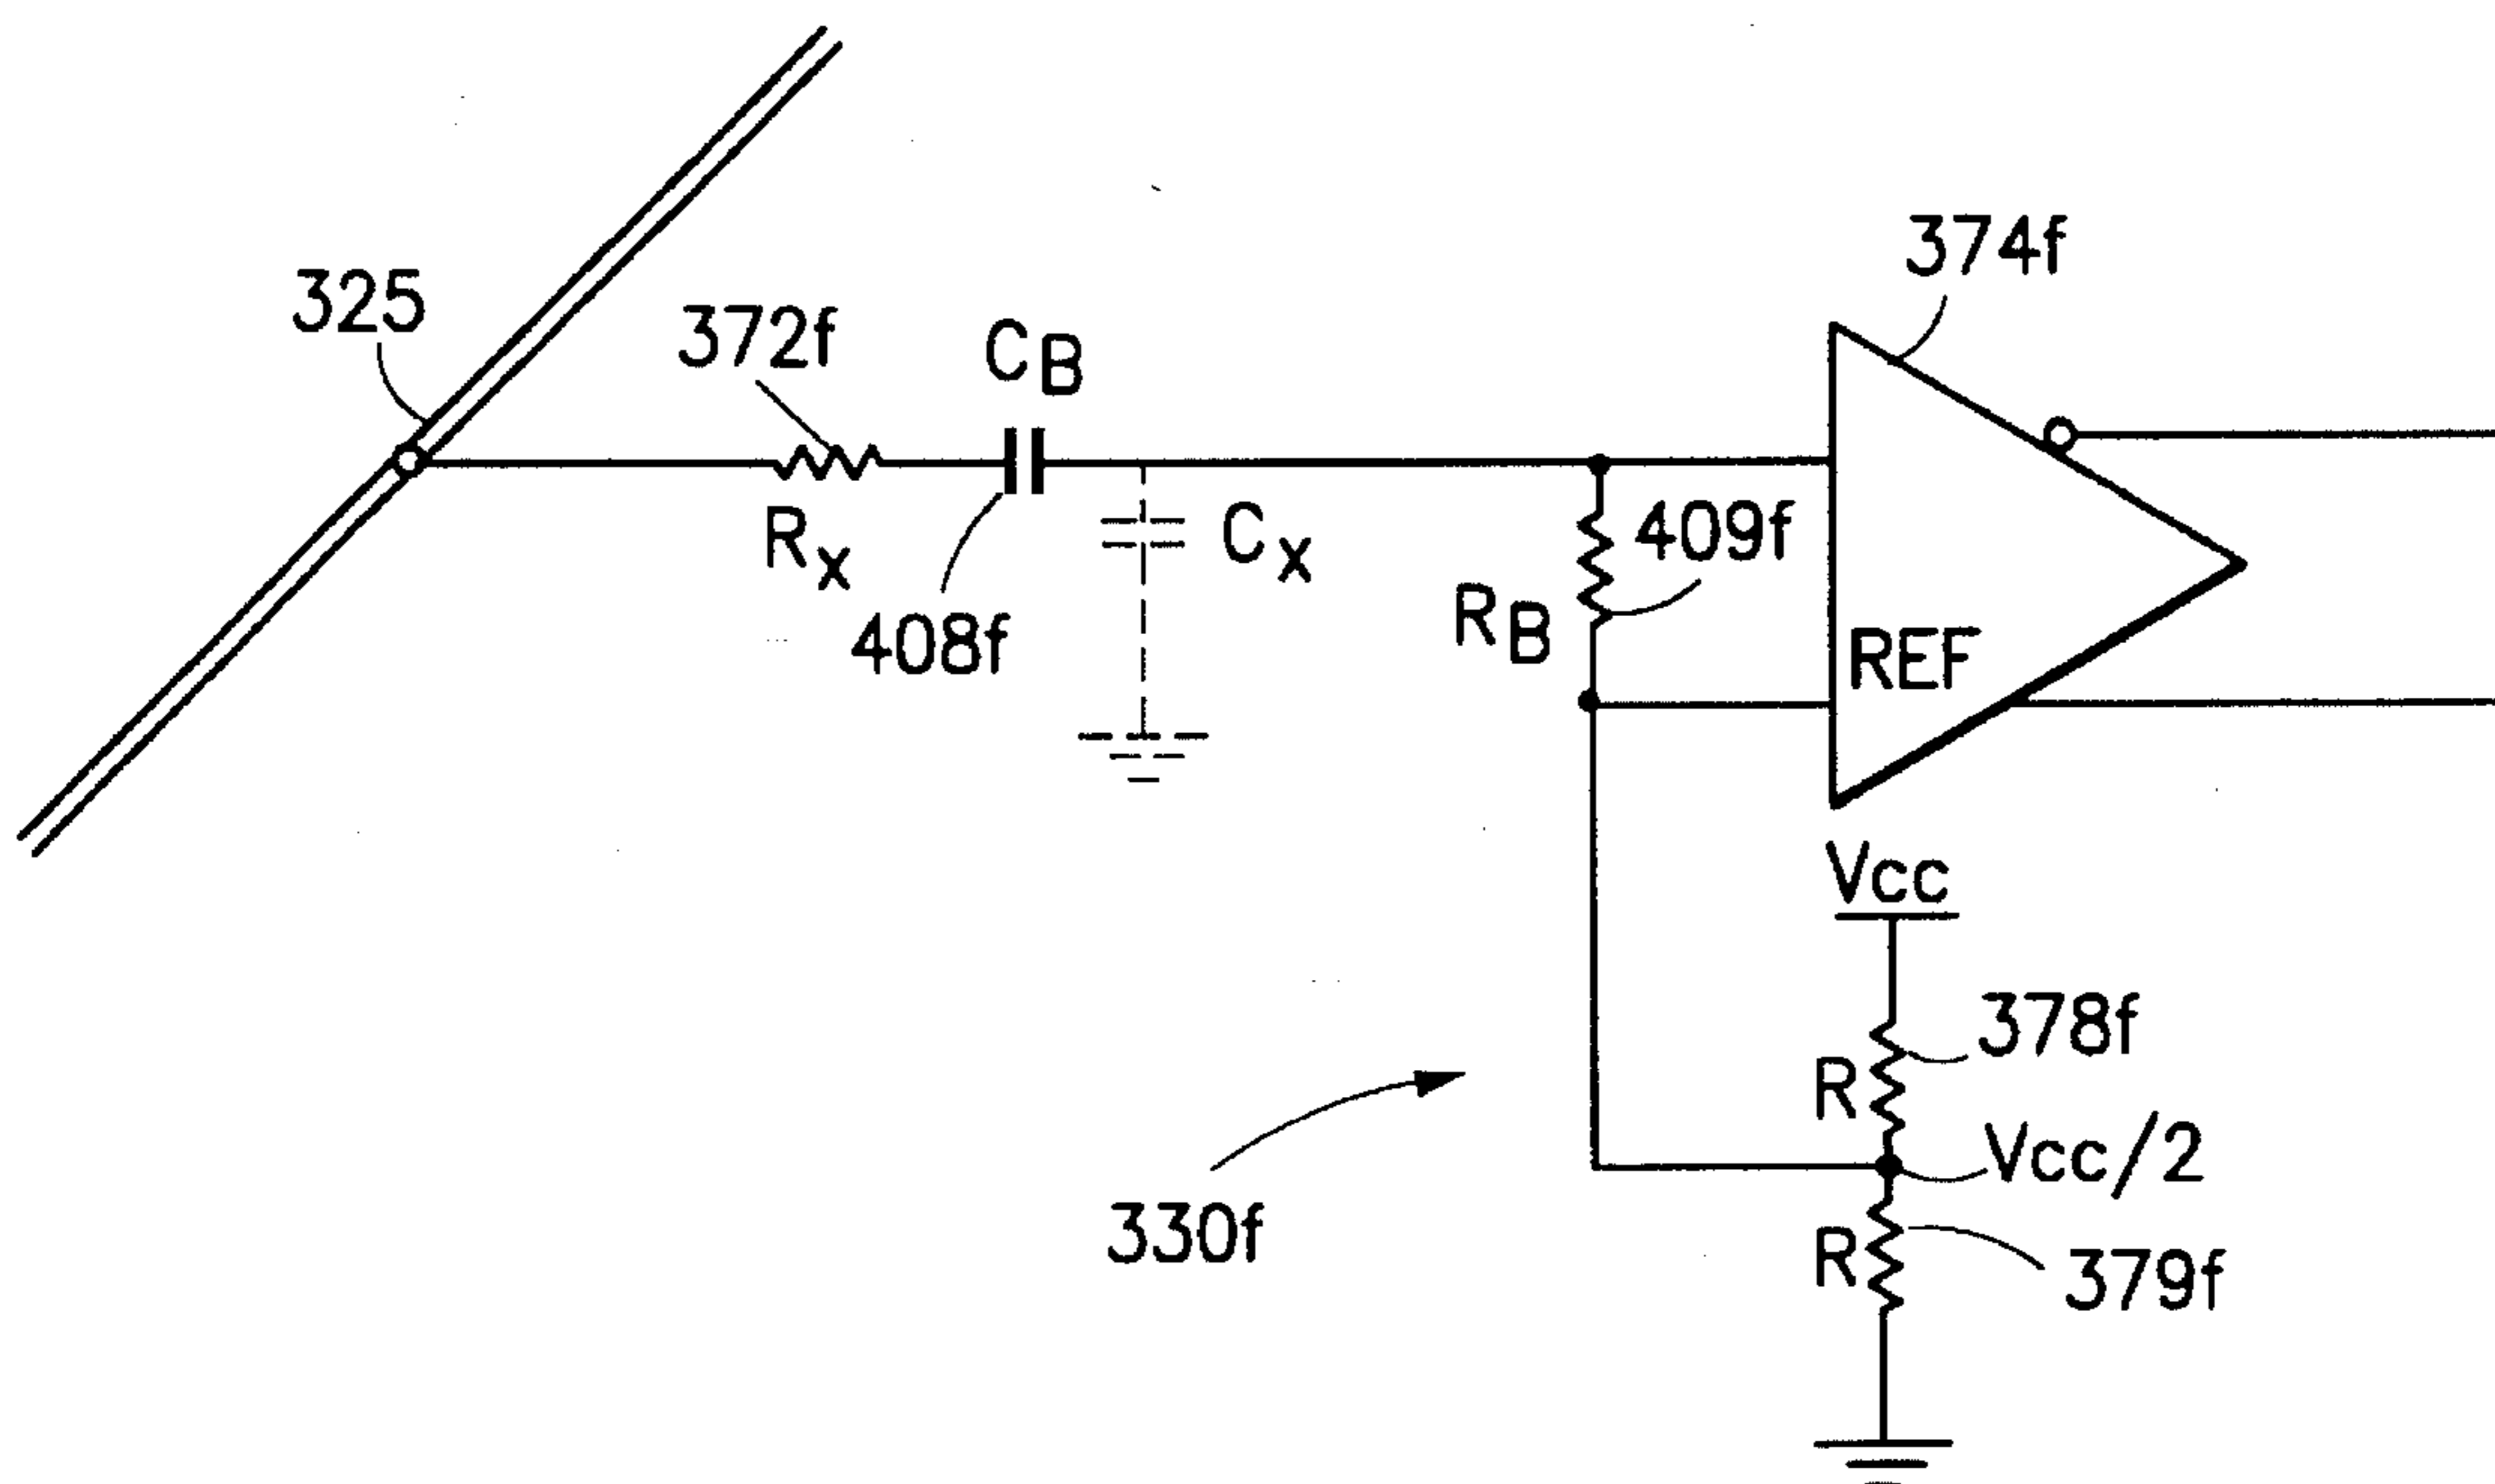 374f
325
372f
CB
409f
Rx
Cx
RB
408f
REF
Vcc
378f
R
Vcc/2
330f
R
379f